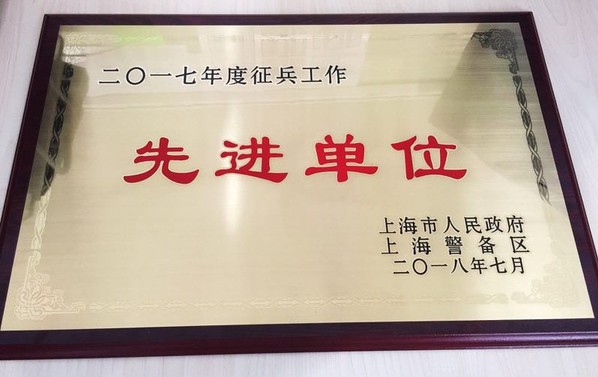 二〇一七年度征兵工作
先进单位
上海市人民政府
上海警备区
二〇一八年七月